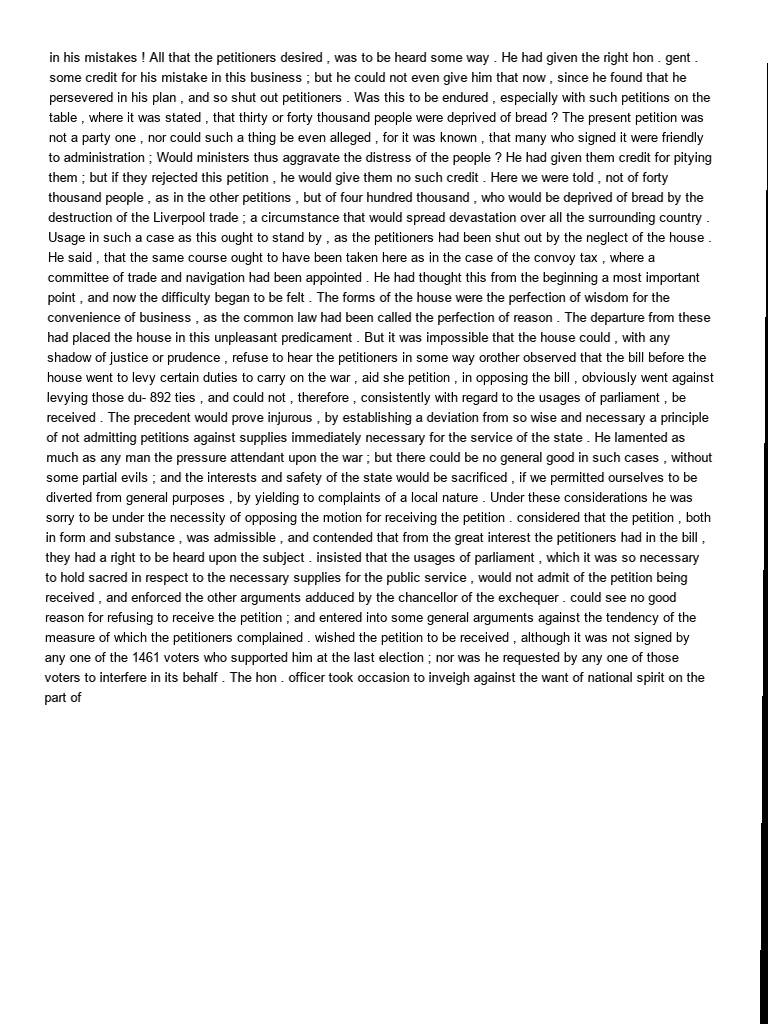 in his mistakes ! All that the petitioners desired , was to be heard some way . He had given the right hon . gent .
some credit for his mistake in this business ; but he could not even give him that now , since he found that he
persevered in his plan , and so shut out petitioners . Was this to be endured , especially with such petitions on the
table , where it was stated , that thirty or forty thousand people were deprived of bread ? The present petition was
not a party one , nor could such a thing be even alleged , for it was known , that many who signed it were friendly
to administration ; Would ministers thus aggravate the distress of the people ? He had given them credit for pitying
them ; but if they rejected this petition , he would give them no such credit . Here we were told , not of forty
thousand people , as in the other petitions , but of four hundred thousand , who would be deprived of bread by the
destruction of the Liverpool trade ; a circumstance that would spread devastation over all the surrounding country .
Usage in such a case as this ought to stand by , as the petitioners had been shut out by the neglect of the house .
He said , that the same course ought to have been taken here as in the case of the convoy tax , where a
committee of trade and navigation had been appointed . He had thought this from the beginning a most important
point , and now the difficulty began to be felt . The forms of the house were the perfection of wisdom for the
convenience of business , as the common law had been called the perfection of reason . The departure from these
had placed the house in this unpleasant predicament . But it was impossible that the house could , with any
shadow of justice or prudence , refuse to hear the petitioners in some way orother observed that the bill before the
house went to levy certain duties to carry on the war , aid she petition , in opposing the bill , obviously went against
levying those du- 892 ties , and could not , therefore , consistently with regard to the usages of parliament , be
received . The precedent would prove injurous , by establishing a deviation from so wise and necessary a principle
of not admitting petitions against supplies immediately necessary for the service of the state . He lamented as
much as any man the pressure attendant upon the war ; but there could be no general good in such cases , without
some partial evils ; and the interests and safety of the state would be sacrificed , if we permitted ourselves to be
diverted from general purposes , by yielding to complaints of a local nature . Under these considerations he was
sorry to be under the necessity of opposing the motion for receiving the petition . considered that the petition , both
in form and substance , was admissible , and contended that from the great interest the petitioners had in the bill ,
they had a right to be heard upon the subject . insisted that the usages of parliament , which it was so necessary
to hold sacred in respect to the necessary supplies for the public service , would not admit of the petition being
received , and enforced the other arguments adduced by the chancellor of the exchequer . could see no good
reason for refusing to receive the petition ; and entered into some general arguments against the tendency of the
measure of which the petitioners complained . wished the petition to be received , although it was not signed by
any one of the 1461 voters who supported him at the last election ; nor was he requested by any one of those
voters to interfere in its behalf . The hon . officer took occasion to inveigh against the want of national spirit on the
part of